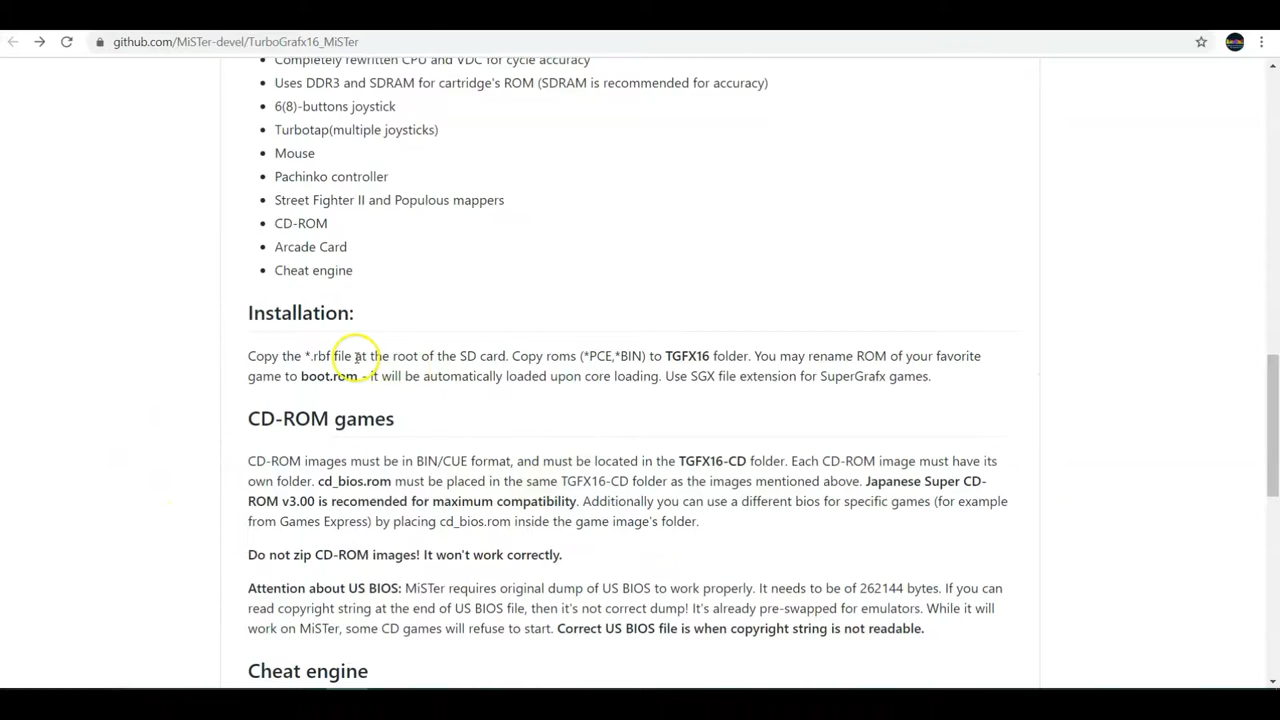 github.com/MiSTer-devel/TurboGrafx16_MiSTer
Completely rewritten CPU and VDC for cycle accuracy
Uses DDR3 and SDRAM for cartridge's ROM (SDRAM is recommended for accuracy)
6(8)-buttons joystick
Turbotap(multiple joysticks)
Mouse
Pachinko controller
Street Fighter II and Populous mappers
CD-ROM
Arcade Card
Cheat engine
Installation:
Copy the *.rbf file at the root of the SD card. Copy roms (*PCE,*BIN) to TGFX16 folder. You may rename ROM of your favorite
game to boot.rom - it will be automatically loaded upon core loading. Use SGX file extension for SuperGrafx games.
CD-ROM games
CD-ROM images must be in BIN/CUE format, and must be located in the TGFX16-CD folder. Each CD-ROM image must have its
own folder. cd_bios.rom must be placed in the same TGFX16-CD folder as the images mentioned above. Japanese Super CD-
ROM v3.00 is recomended for maximum compatibility. Additionally you can use a different bios for specific games (for example
from Games Express) by placing cd_bios.rom inside the game image's folder.
Do not zip CD-ROM images! It won't work correctly.
Attention about US BIOS: MiSTer requires original dump of US BIOS to work properly. It needs to be of 262144 bytes. If you can
read copyright string at the end of US BIOS file, then it's not correct dump! It's already pre-swapped for emulators. While it will
work on MiSTer, some CD games will refuse to start. Correct US BIOS file is when copyright string is not readable.
Cheat engine